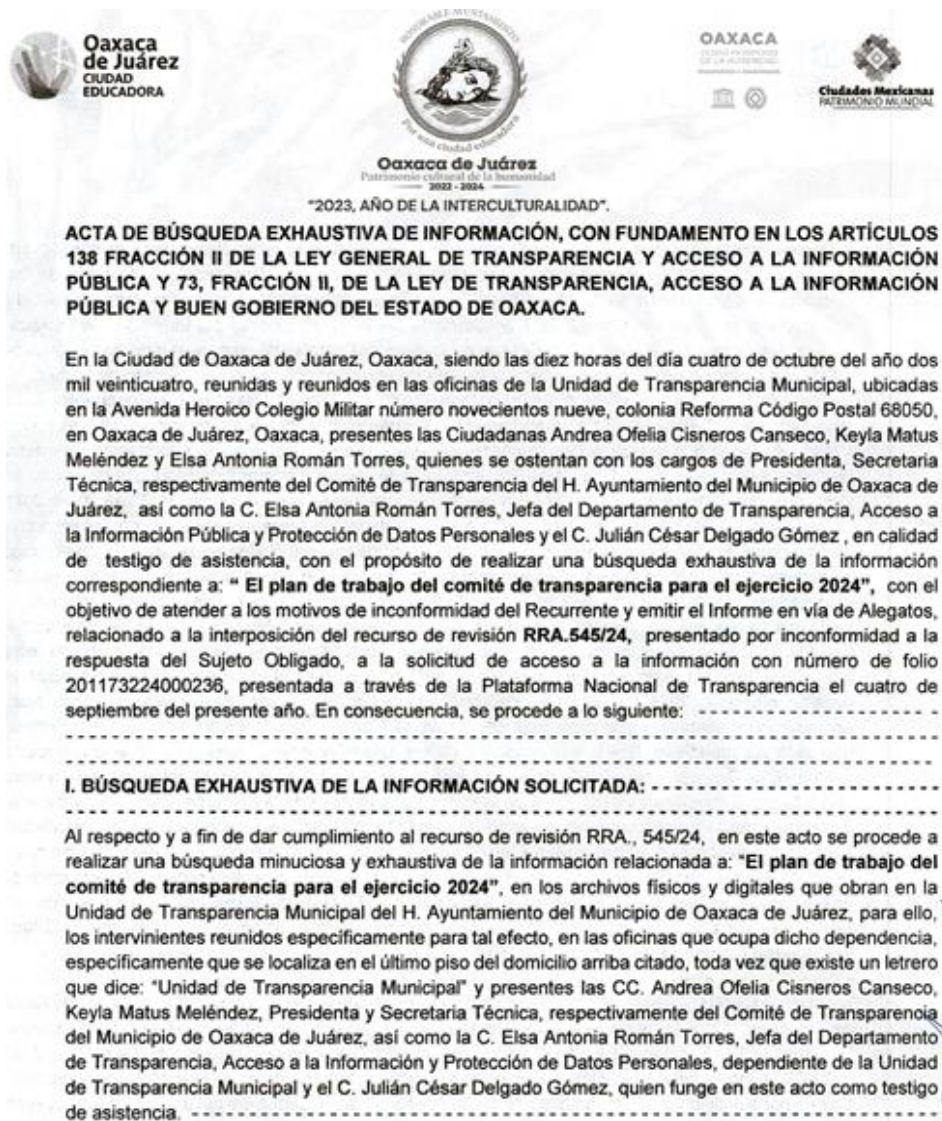 Oaxaca
de Juárez
CIUDAD
EDUCADORA
HONORABLE AYUNTAMIENTO
Por una ciudad educadora
Oaxaca de Juárez
Patrimonio cultural de la humanidad
2022 - 2024
OAXACA
Ciudades Mexicanas
PATRIMONIO MUNDIAL
"2023, AÑO DE LA INTERCULTURALIDAD".
ACTA DE BÚSQUEDA EXHAUSTIVA DE INFORMACIÓN, CON FUNDAMENTO EN LOS ARTÍCULOS
138 FRACCIÓN II DE LA LEY GENERAL DE TRANSPARENCIA Y ACCESO A LA INFORMACIÓN
PÚBLICA Y 73, FRACCIÓN II, DE LA LEY DE TRANSPARENCIA, ACCESO A LA INFORMACIÓN
PÚBLICA Y BUEN GOBIERNO DEL ESTADO DE OAXACA.
En la Ciudad de Oaxaca de Juárez, Oaxaca, siendo las diez horas del día cuatro de octubre del año dos
mil veinticuatro, reunidas y reunidos en las oficinas de la Unidad de Transparencia Municipal, ubicadas
en la Avenida Heroico Colegio Militar número novecientos nueve, colonia Reforma Código Postal 68050,
en Oaxaca de Juárez, Oaxaca, presentes las Ciudadanas Andrea Ofelia Cisneros Canseco, Keyla Matus
Meléndez y Elsa Antonia Román Torres, quienes se ostentan con los cargos de Presidenta, Secretaria
Técnica, respectivamente del Comité de Transparencia del H. Ayuntamiento del Municipio de Oaxaca de
Juárez, así como la C. Elsa Antonia Román Torres, Jefa del Departamento de Transparencia, Acceso a
la Información Pública y Protección de Datos Personales y el C. Julián César Delgado Gómez , en calidad
de testigo de asistencia, con el propósito de realizar una búsqueda exhaustiva de la información
correspondiente a: " El plan de trabajo del comité de transparencia para el ejercicio 2024", con el
objetivo de atender a los motivos de inconformidad del Recurrente y emitir el Informe en vía de Alegatos,
relacionado a la interposición del recurso de revisión RRA.545/24, presentado por inconformidad a la
respuesta del Sujeto Obligado, a la solicitud de acceso a la información con número de folio
201173224000236, presentada a través de la Plataforma Nacional de Transparencia el cuatro de
septiembre del presente año. En consecuencia, se procede a lo siguiente: - - - - - - - - - - - - - - - - - -
I. BÚSQUEDA EXHAUSTIVA DE LA INFORMACIÓN SOLICITADA: - - - - - - - - - - - - - - - - - - - - - -
Al respecto y a fin de dar cumplimiento al recurso de revisión RRA., 545/24, en este acto se procede a
realizar una búsqueda minuciosa y exhaustiva de la información relacionada a: "El plan de trabajo del
comité de transparencia para el ejercicio 2024", en los archivos físicos y digitales que obran en la
Unidad de Transparencia Municipal del H. Ayuntamiento del Municipio de Oaxaca de Juárez, para ello,
los intervinientes reunidos específicamente para tal efecto, en las oficinas que ocupa dicho dependencia,
específicamente que se localiza en el último piso del domicilio arriba citado, toda vez que existe un letrero
que dice: "Unidad de Transparencia Municipal" y presentes las CC. Andrea Ofelia Cisneros Canseco,
Keyla Matus Meléndez, Presidenta y Secretaria Técnica, respectivamente del Comité de Transparencia
del Municipio de Oaxaca de Juárez, así como la C. Elsa Antonia Román Torres, Jefa del Departamento
de Transparencia, Acceso a la Información y Protección de Datos Personales, dependiente de la Unidad
de Transparencia Municipal y el C. Julián César Delgado Gómez, quien funge en este acto como testigo
de asistencia. - - - - - - - - - - - - - - - - - - - - - - - - - - - - - - - - - - - - - - - - - - - - - - - -